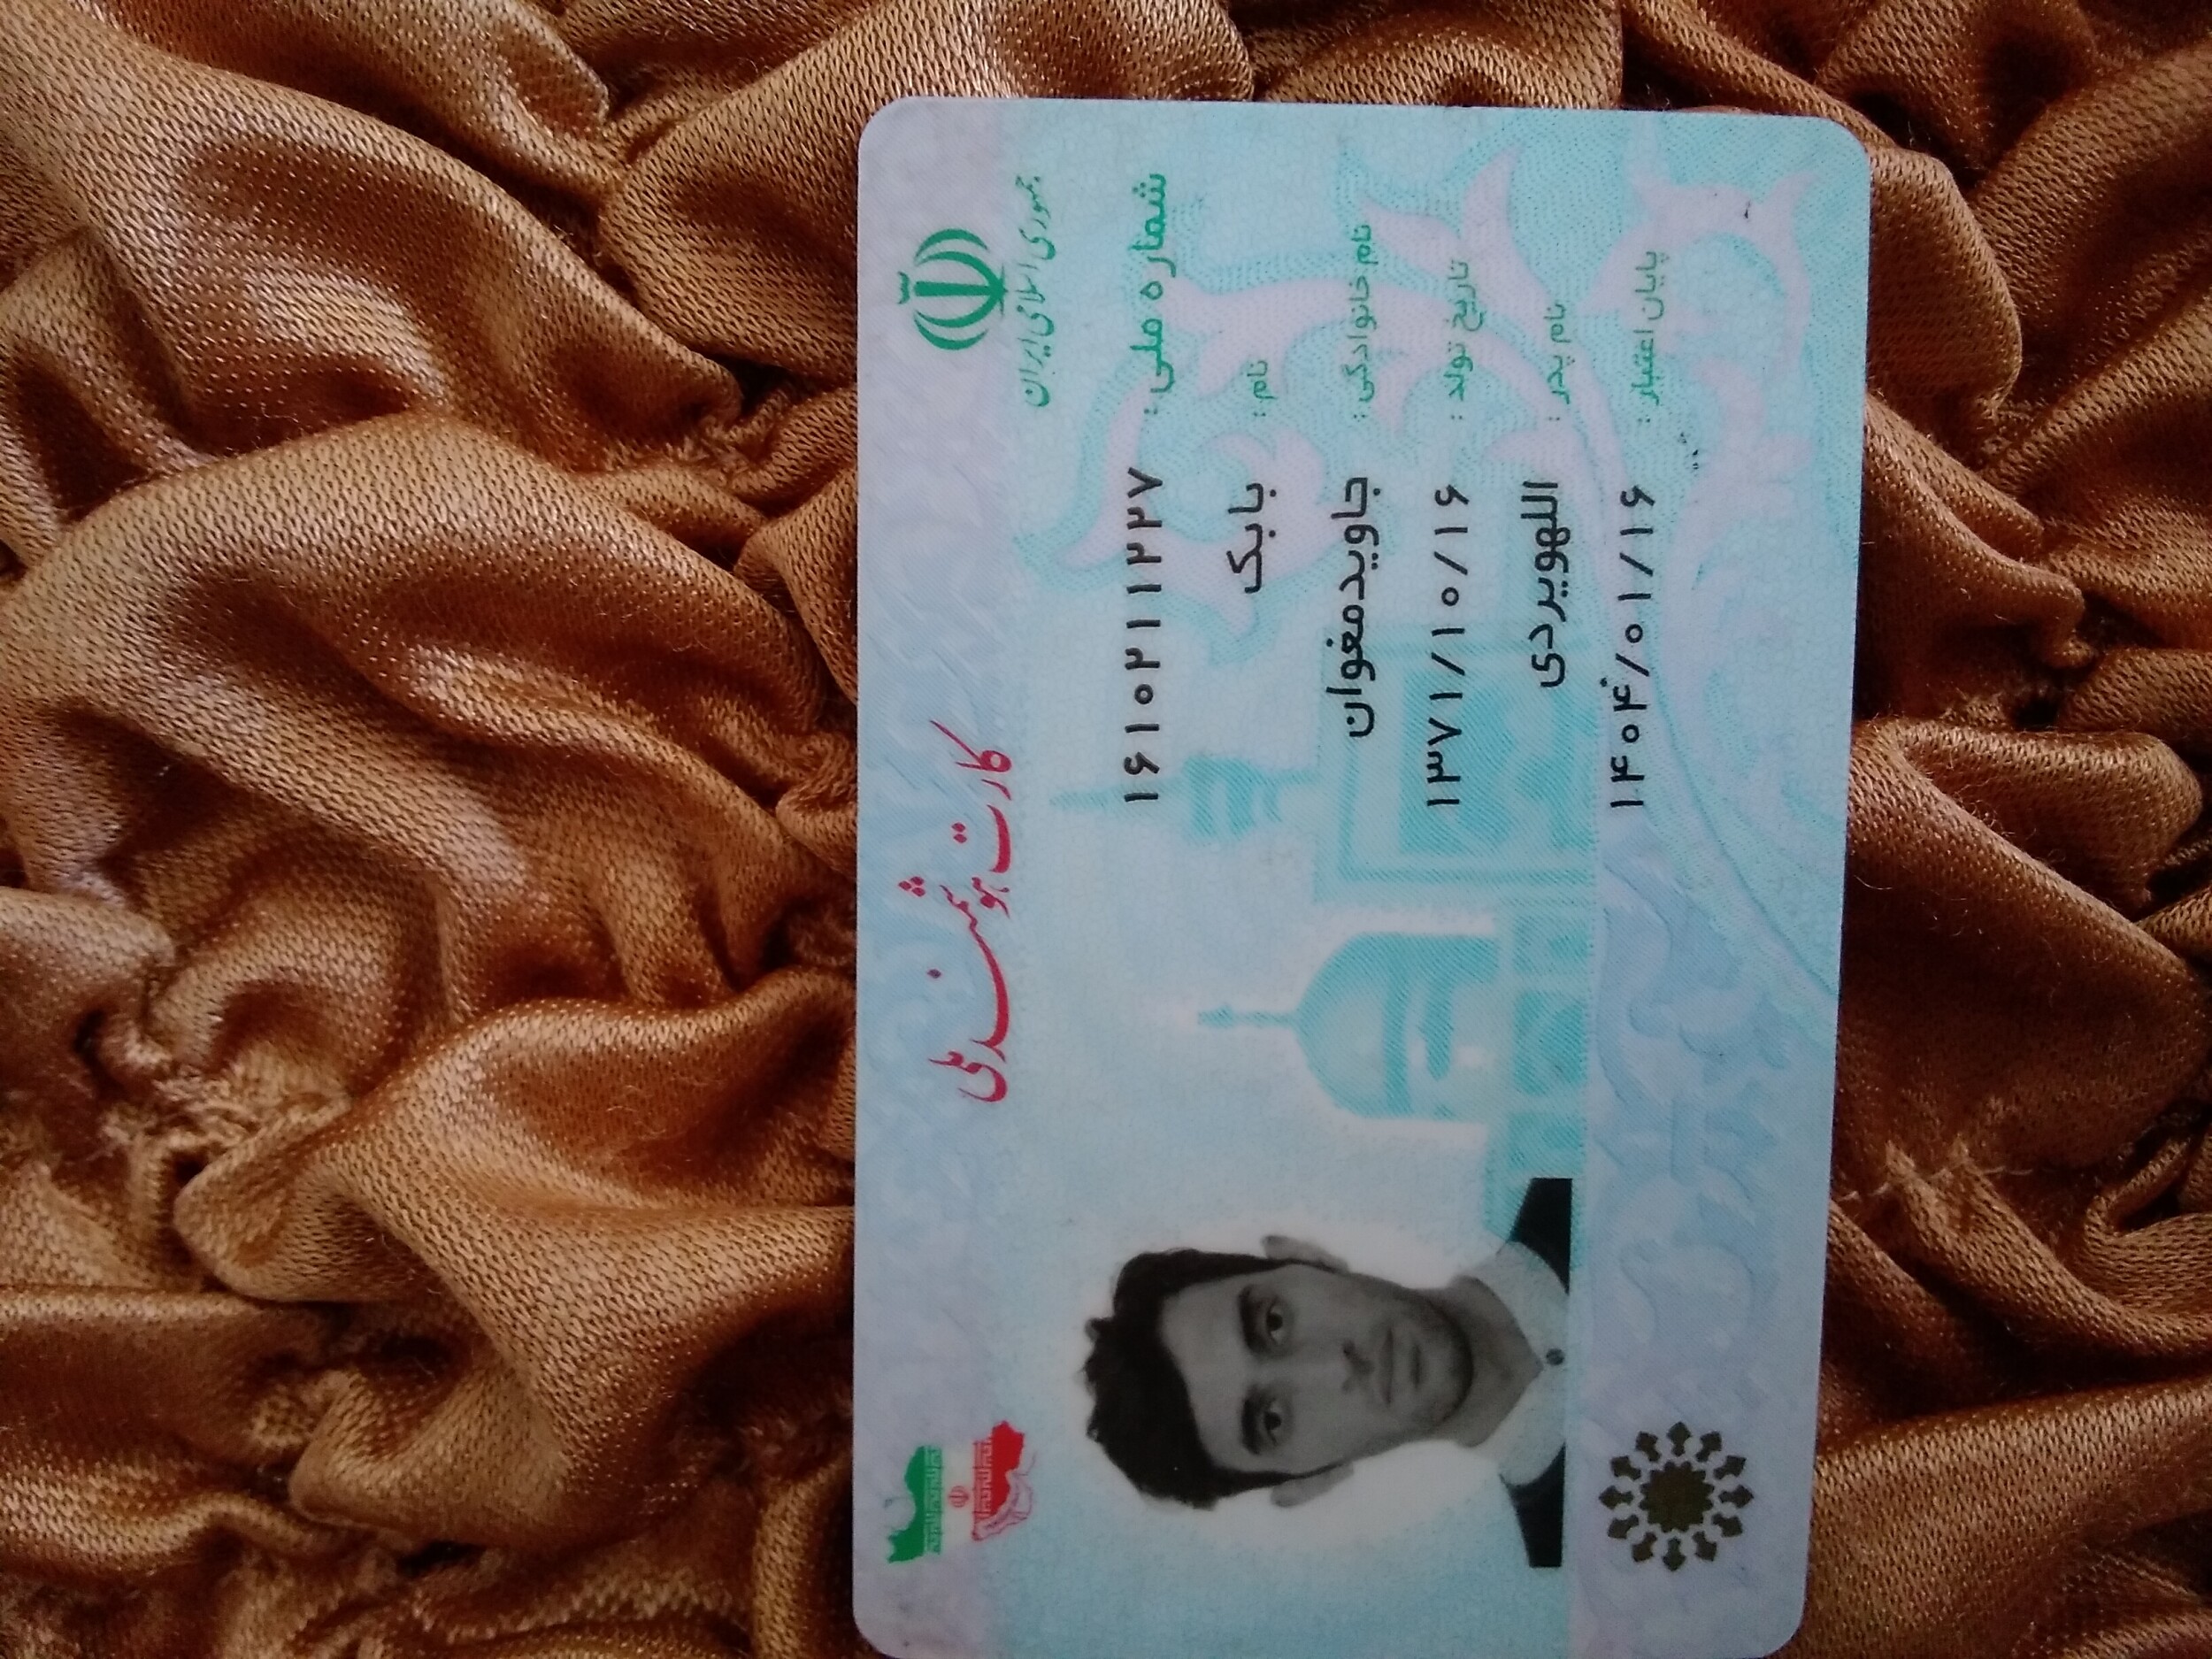 جمهوری اسلامی ایران
کارت هوشمند ملی
شماره ملی : ۱۶۱۰۲۱۱۲۲۷
نام : بابک
نام خانوادگی : جاویدمغوان
تاریخ تولد : ۱۳۷۱/۱۰/۱۶
نام پدر : اللهویردی
پایان اعتبار : ۱۴۰۴/۰۱/۱۶